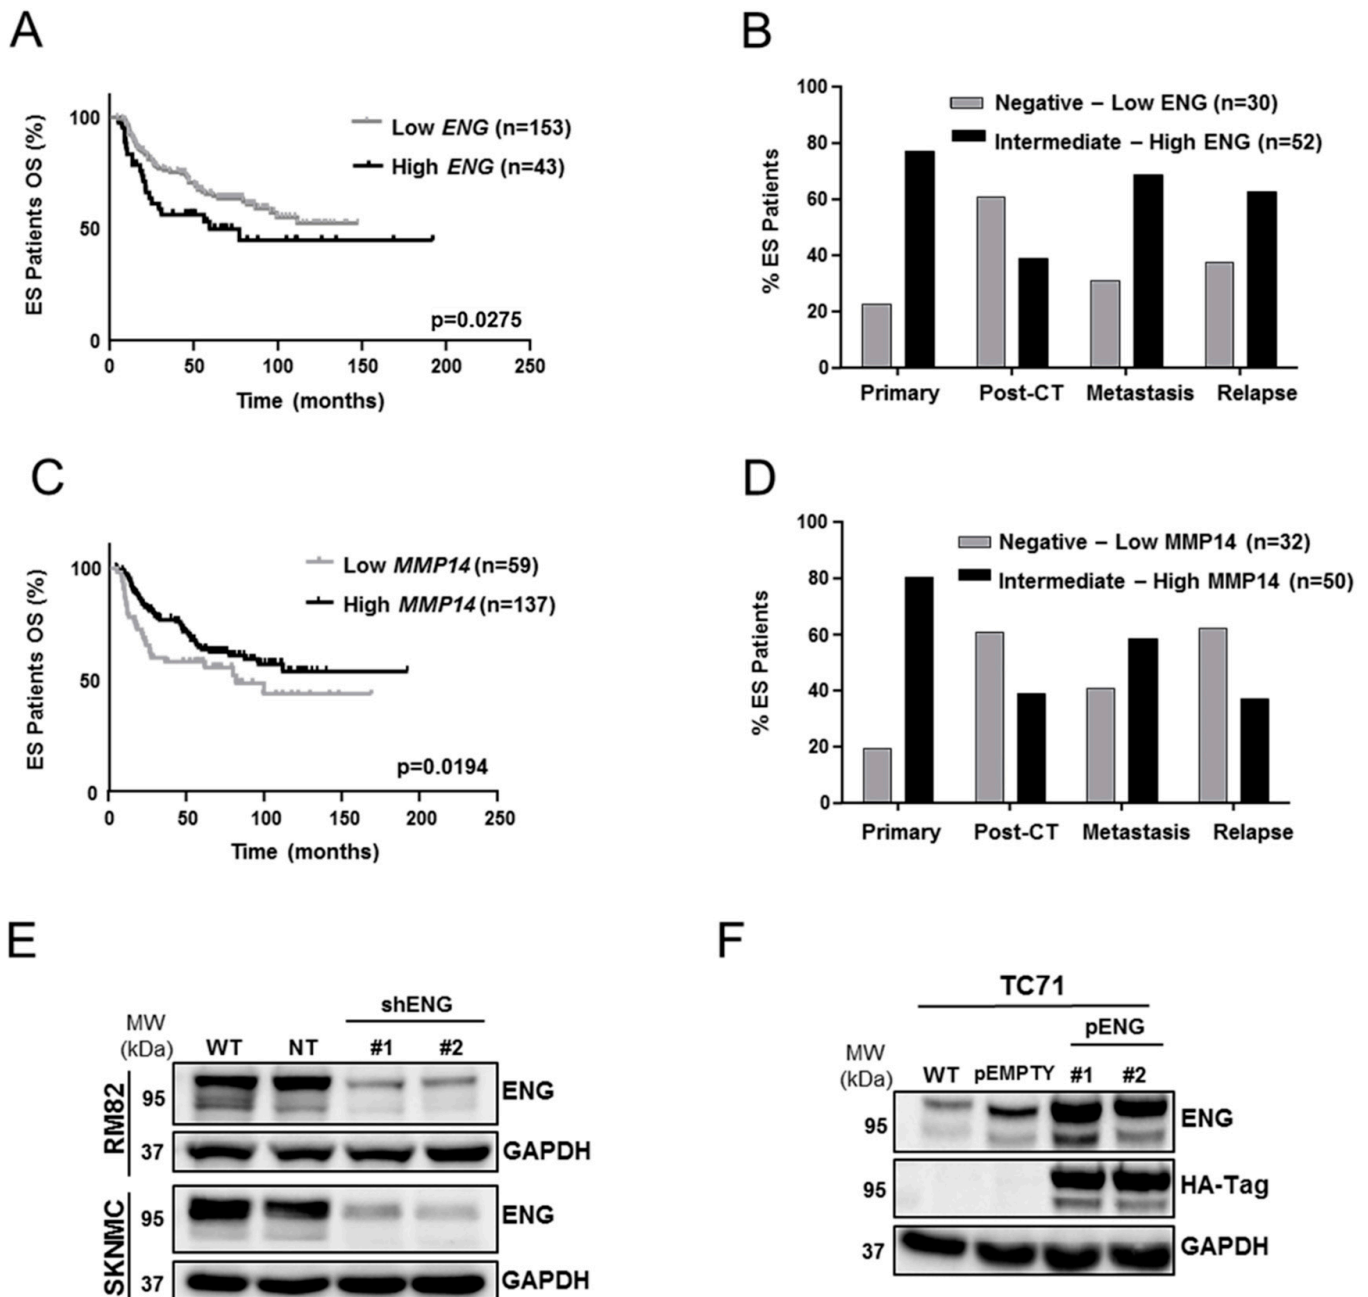 A
ES Patients OS (%)
100
50
0
Low ENG (n=153)
High ENG (n=43)
p=0.0275
0 50 100 150 200 250
Time (months)
B
% ES Patients
100
80
60
40
20
0
Negative – Low ENG (n=30)
Intermediate – High ENG (n=52)
Primary Post-CT Metastasis Relapse
C
ES Patients OS (%)
100
50
0
Low MMP14 (n=59)
High MMP14 (n=137)
p=0.0194
0 50 100 150 200 250
Time (months)
D
% ES Patients
100
80
60
40
20
0
Negative – Low MMP14 (n=32)
Intermediate – High MMP14 (n=50)
Primary Post-CT Metastasis Relapse
E
shENG
MW
(kDa) WT NT #1 #2
RM82
95 ENG
37 GAPDH
SKNMC
95 ENG
37 GAPDH
F
TC71
pENG
MW
(kDa) WT pEMPTY #1 #2
95 ENG
95 HA-Tag
37 GAPDH